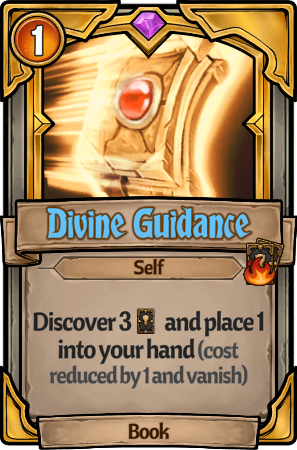 1
Divine Guidance
Self
Discover 3 and place 1
into your hand (cost
reduced by 1 and vanish)
Book